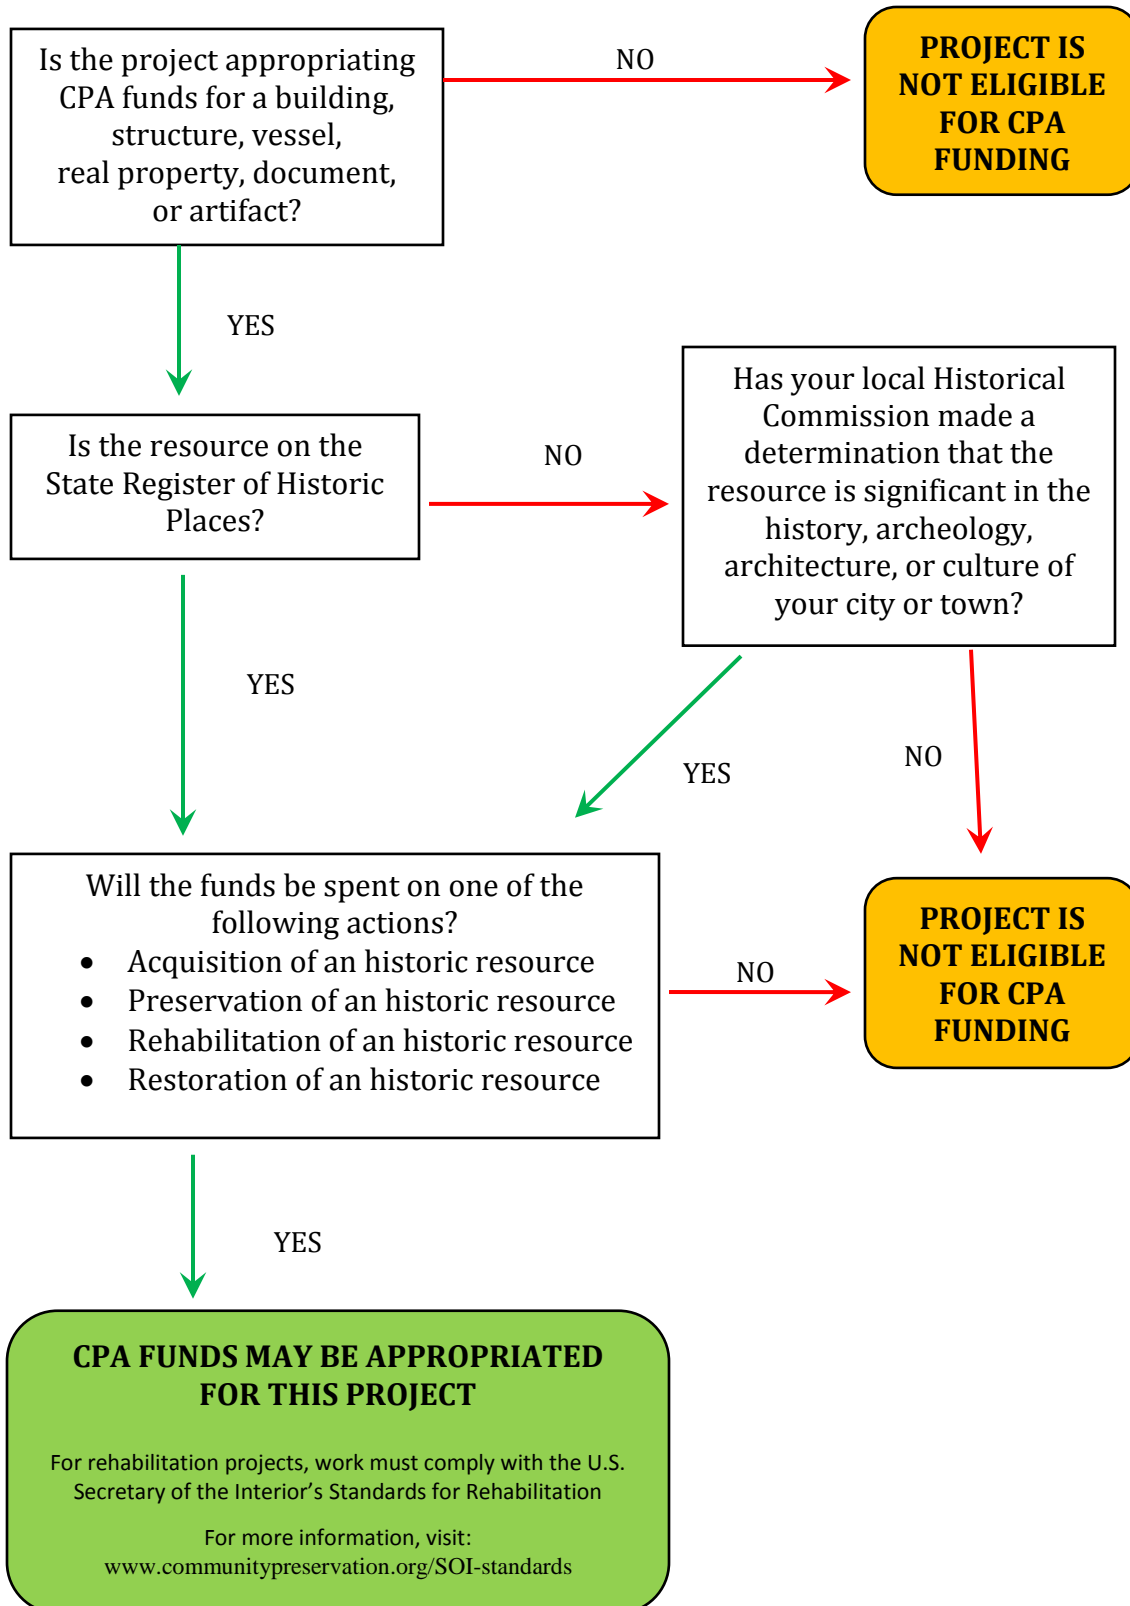 Is the project appropriating
CPA funds for a building,
structure, vessel,
real property, document,
or artifact?
NO
PROJECT IS
NOT ELIGIBLE
FOR CPA
FUNDING
YES
Is the resource on the
State Register of Historic
Places?
NO
Has your local Historical
Commission made a
determination that the
resource is significant in the
history, archeology,
architecture, or culture of
your city or town?
YES
YES
NO
Will the funds be spent on one of the
following actions?
• Acquisition of an historic resource
• Preservation of an historic resource
• Rehabilitation of an historic resource
• Restoration of an historic resource
NO
PROJECT IS
NOT ELIGIBLE
FOR CPA
FUNDING
YES
CPA FUNDS MAY BE APPROPRIATED
FOR THIS PROJECT
For rehabilitation projects, work must comply with the U.S.
Secretary of the Interior’s Standards for Rehabilitation
For more information, visit:
www.communitypreservation.org/SOI-standards